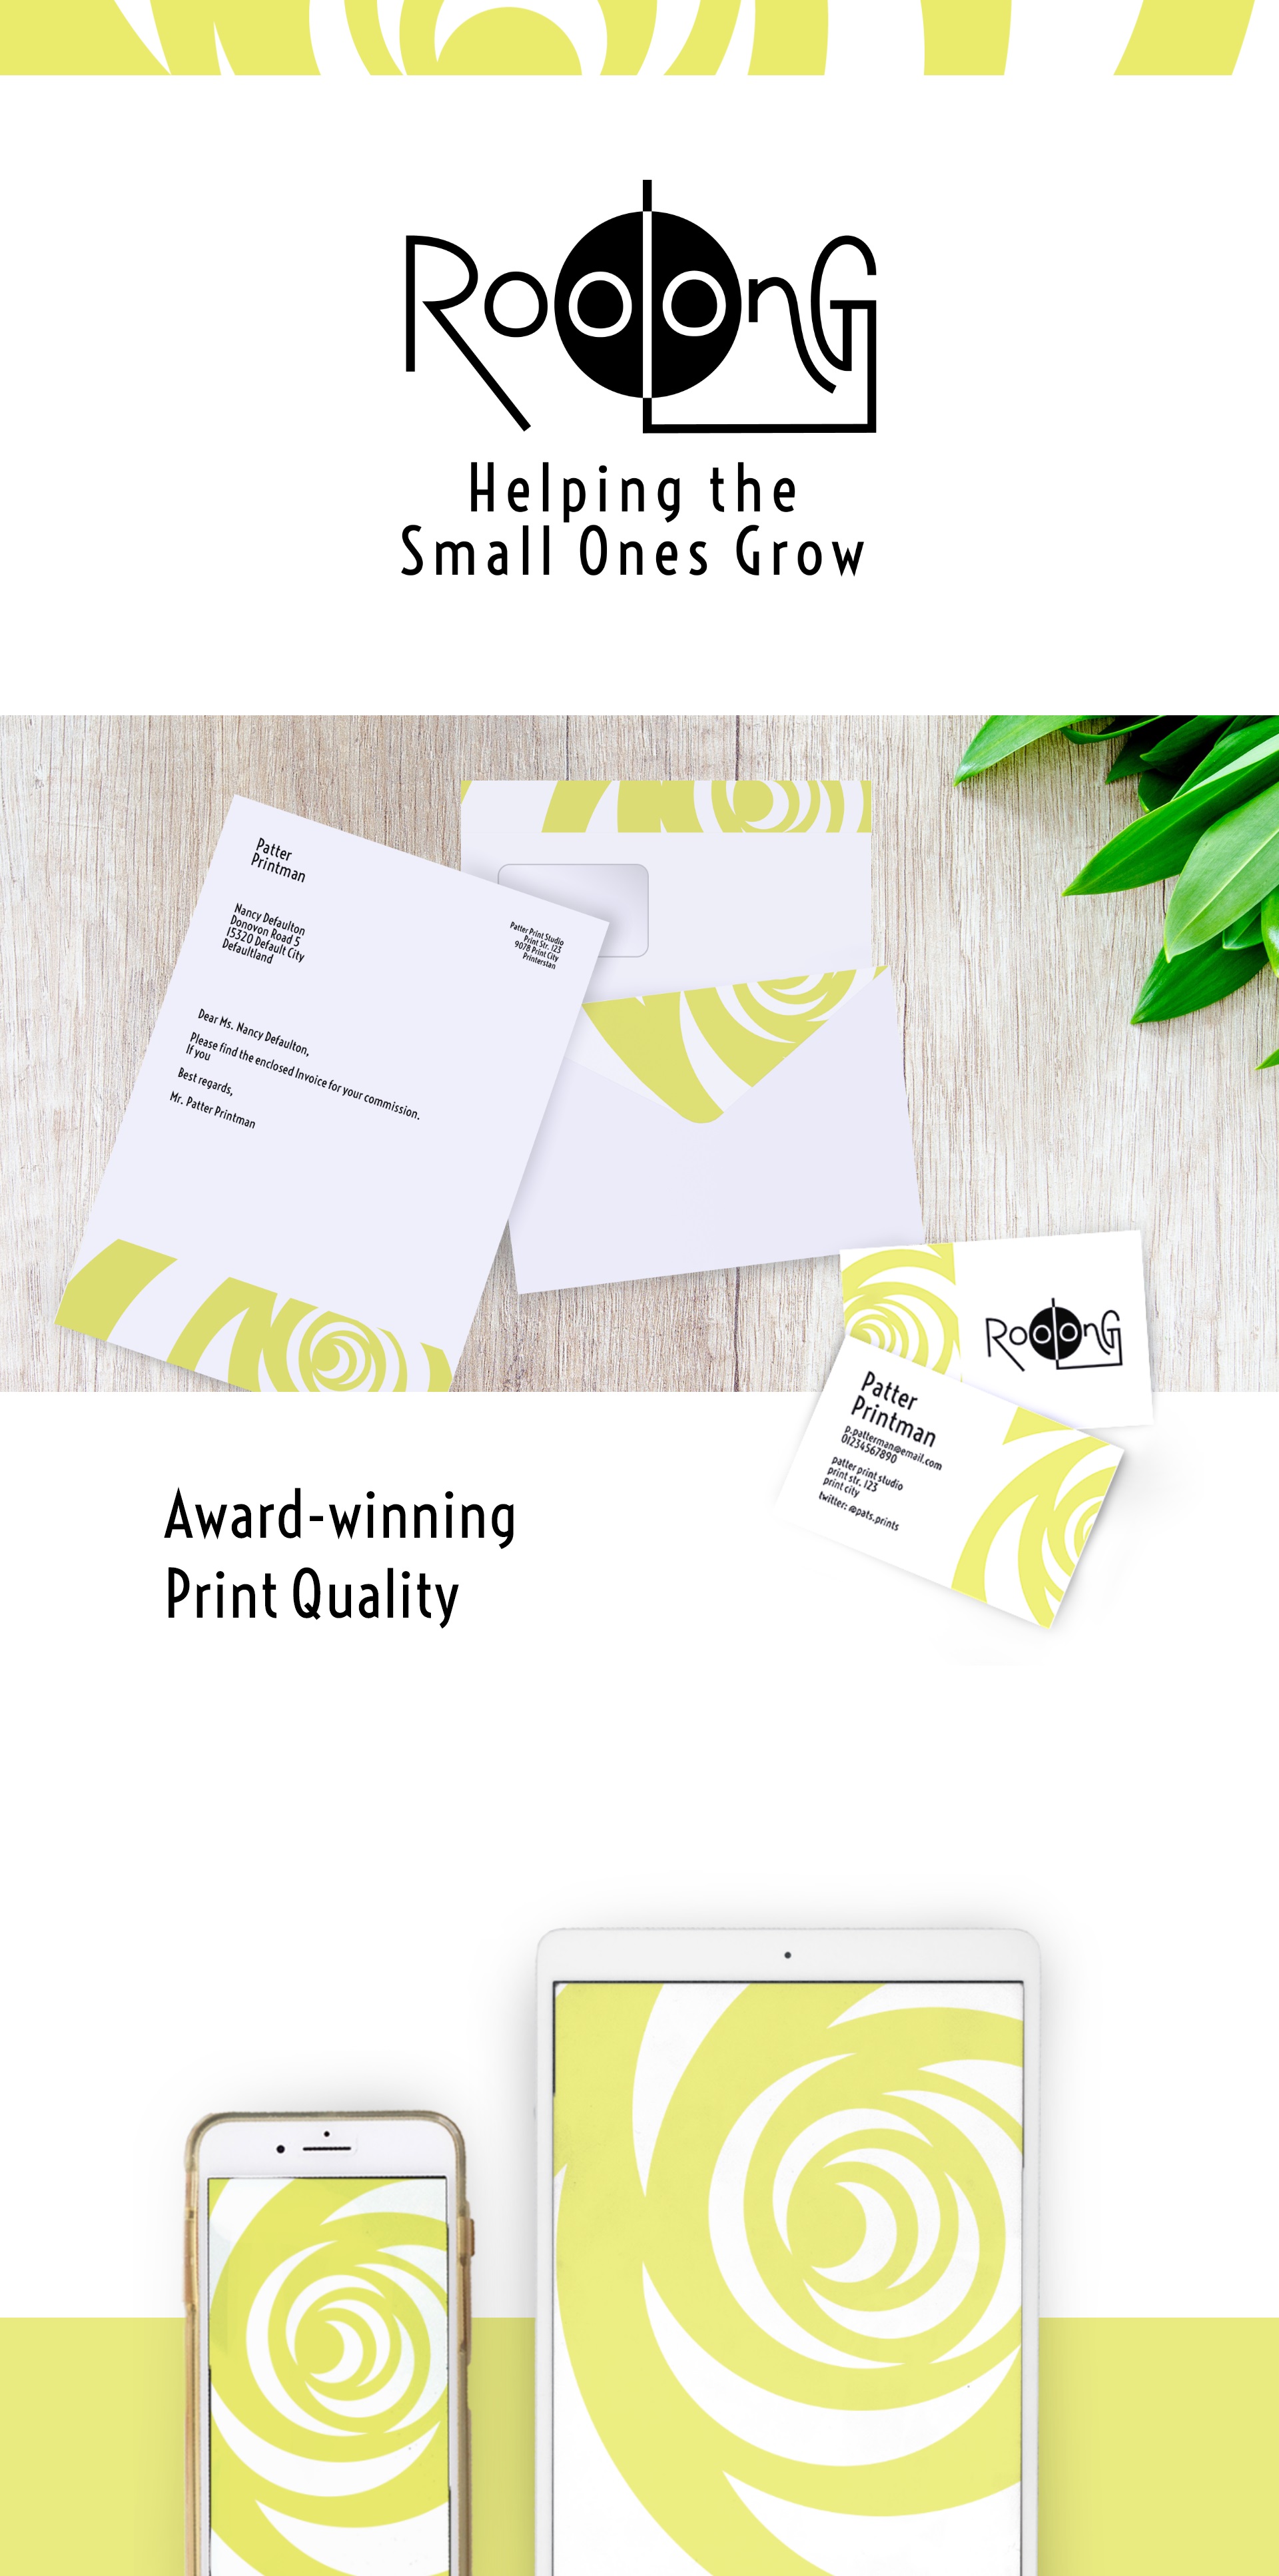 RooonG
Helping the
Small Ones Grow
Patter
Printman
Nancy Defaulton
Donovon Road 5
15320 Default City
Defaultland
Patter Print Studio
Print Str. 123
9078 Print City
Printerstan
Dear Ms. Nancy Defaulton,
Please find the enclosed Invoice for your commission.
If you
Best regards,
Mr. Patter Printman
RooonG
Patter
Printman
p.patterman@email.com
01234567890
patter print studio
print str. 123
print city
twitter: @pats.prints
Award-winning
Print Quality